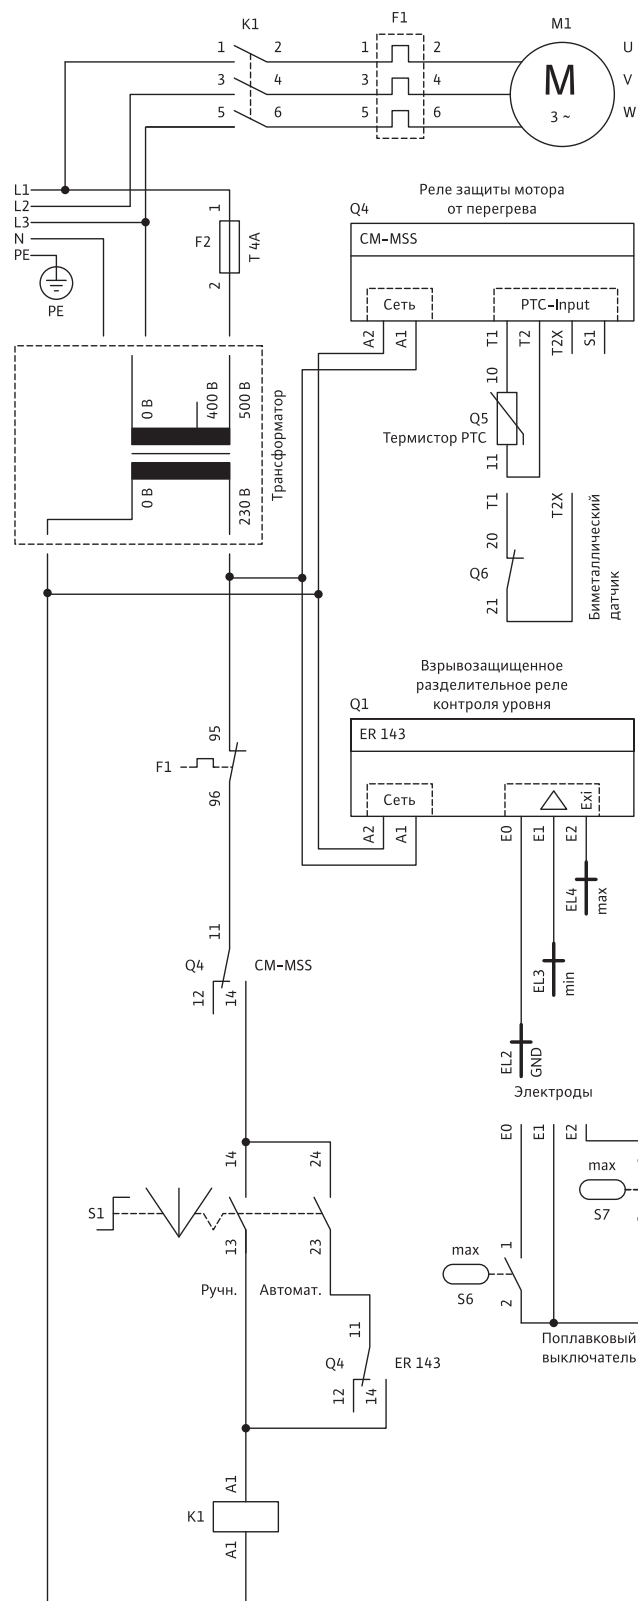 K1
F1
M1
1
2
1
2
U
3
4
3
4
M
V
5
6
5
6
3 ~
W
L1
L2
L3
N
PE
PE
1
F2
T 4A
2
Реле защиты мотора
от перегрева
Q4
CM-MSS
Сеть
PTC-Input
A2
A1
T1
T2
T2X
S1
10
Q5
Термистор PTC
11
0 В
400 В
500 В
Трансформатор
0 В
230 В
T1
T2X
20
Q6
21
Биметаллический
датчик
Взрывозащищенное
разделительное реле
контроля уровня
Q1
ER 143
Сеть
Exi
A2
A1
E0
E1
E2
95
F1
96
EL4
max
EL3
min
EL2
GND
Электроды
11
Q4
CM-MSS
12
14
E0
E1
E2
14
24
max
S7
S1
13
23
max
1
S6
2
Ручн.
Автомат.
Поплавковый
выключатель
11
Q4
ER 143
12
14
A1
K1
A1